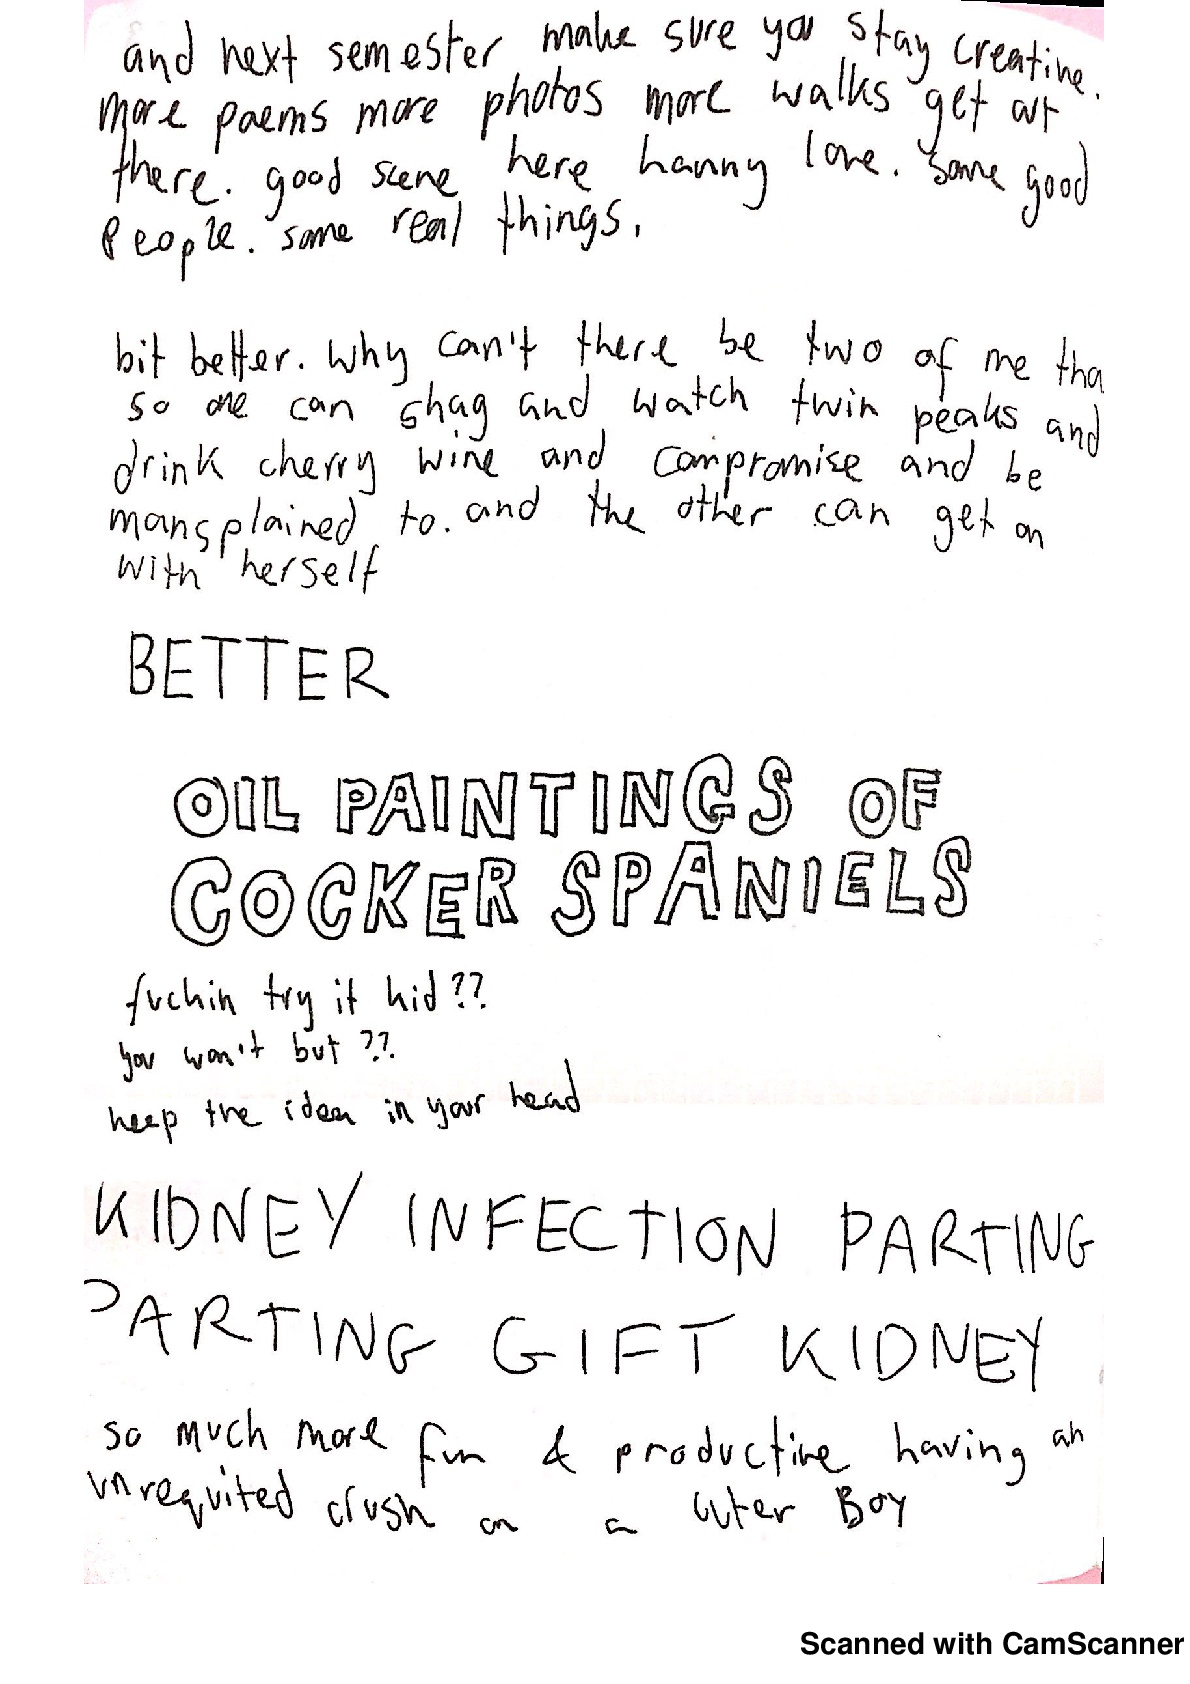 and next semester make sure you stay creative.
more poems more photos more walks get out
there. good scene here hanny love. some good
people. some real things.
bit better. why can't there be two of me tha
so one can shag and watch twin peaks and
drink cherry wine and compromise and be
mansplained to. and the other can get on
with herself
BETTER
OIL PAINTINGS OF
COCKER SPANIELS
fuckin try it kid??
you won't but??
keep the idea in your head
KIDNEY INFECTION PARTING
PARTING GIFT KIDNEY
so much more fun & productive having an
unrequited crush on a cuter Boy
Scanned with CamScanner